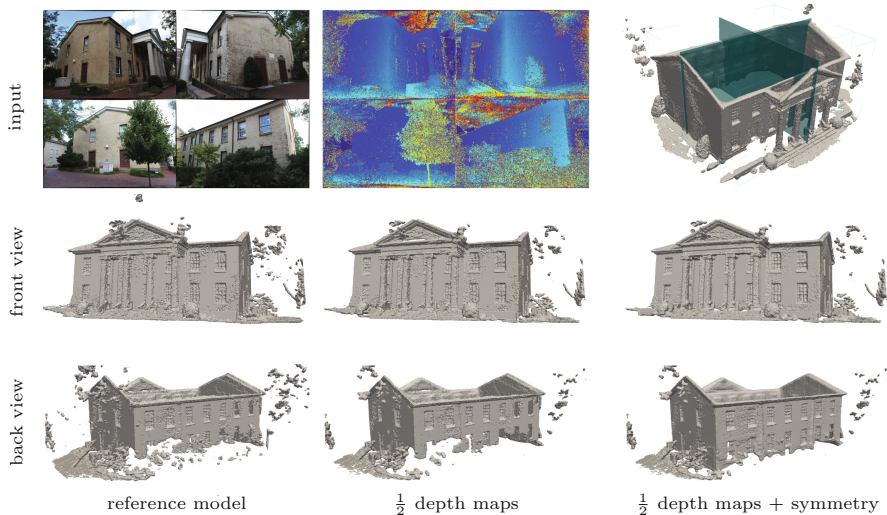 input
front view
back view
reference model
½ depth maps
½ depth maps + symmetry